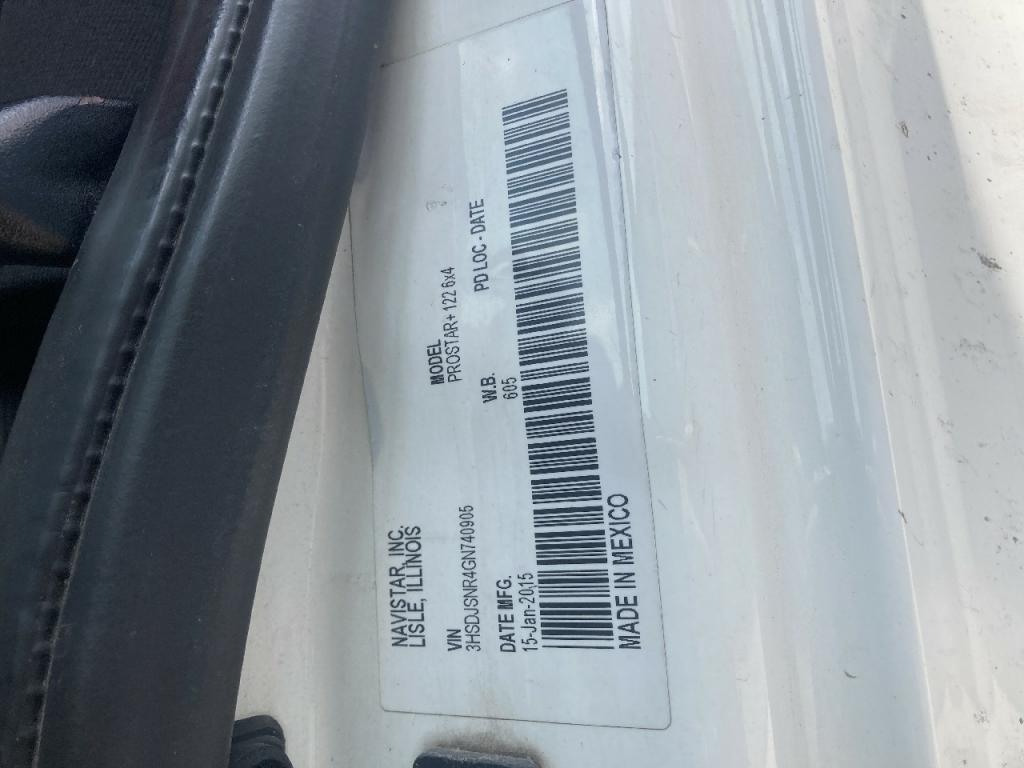 NAVISTAR, INC.
LISLE, ILLINOIS
MODEL
PROSTAR+ 122 6x4
VIN
3HSDJSNR4GN740905
W.B.
605
PD LOC - DATE
DATE MFG.
15-Jan-2015
MADE IN MEXICO